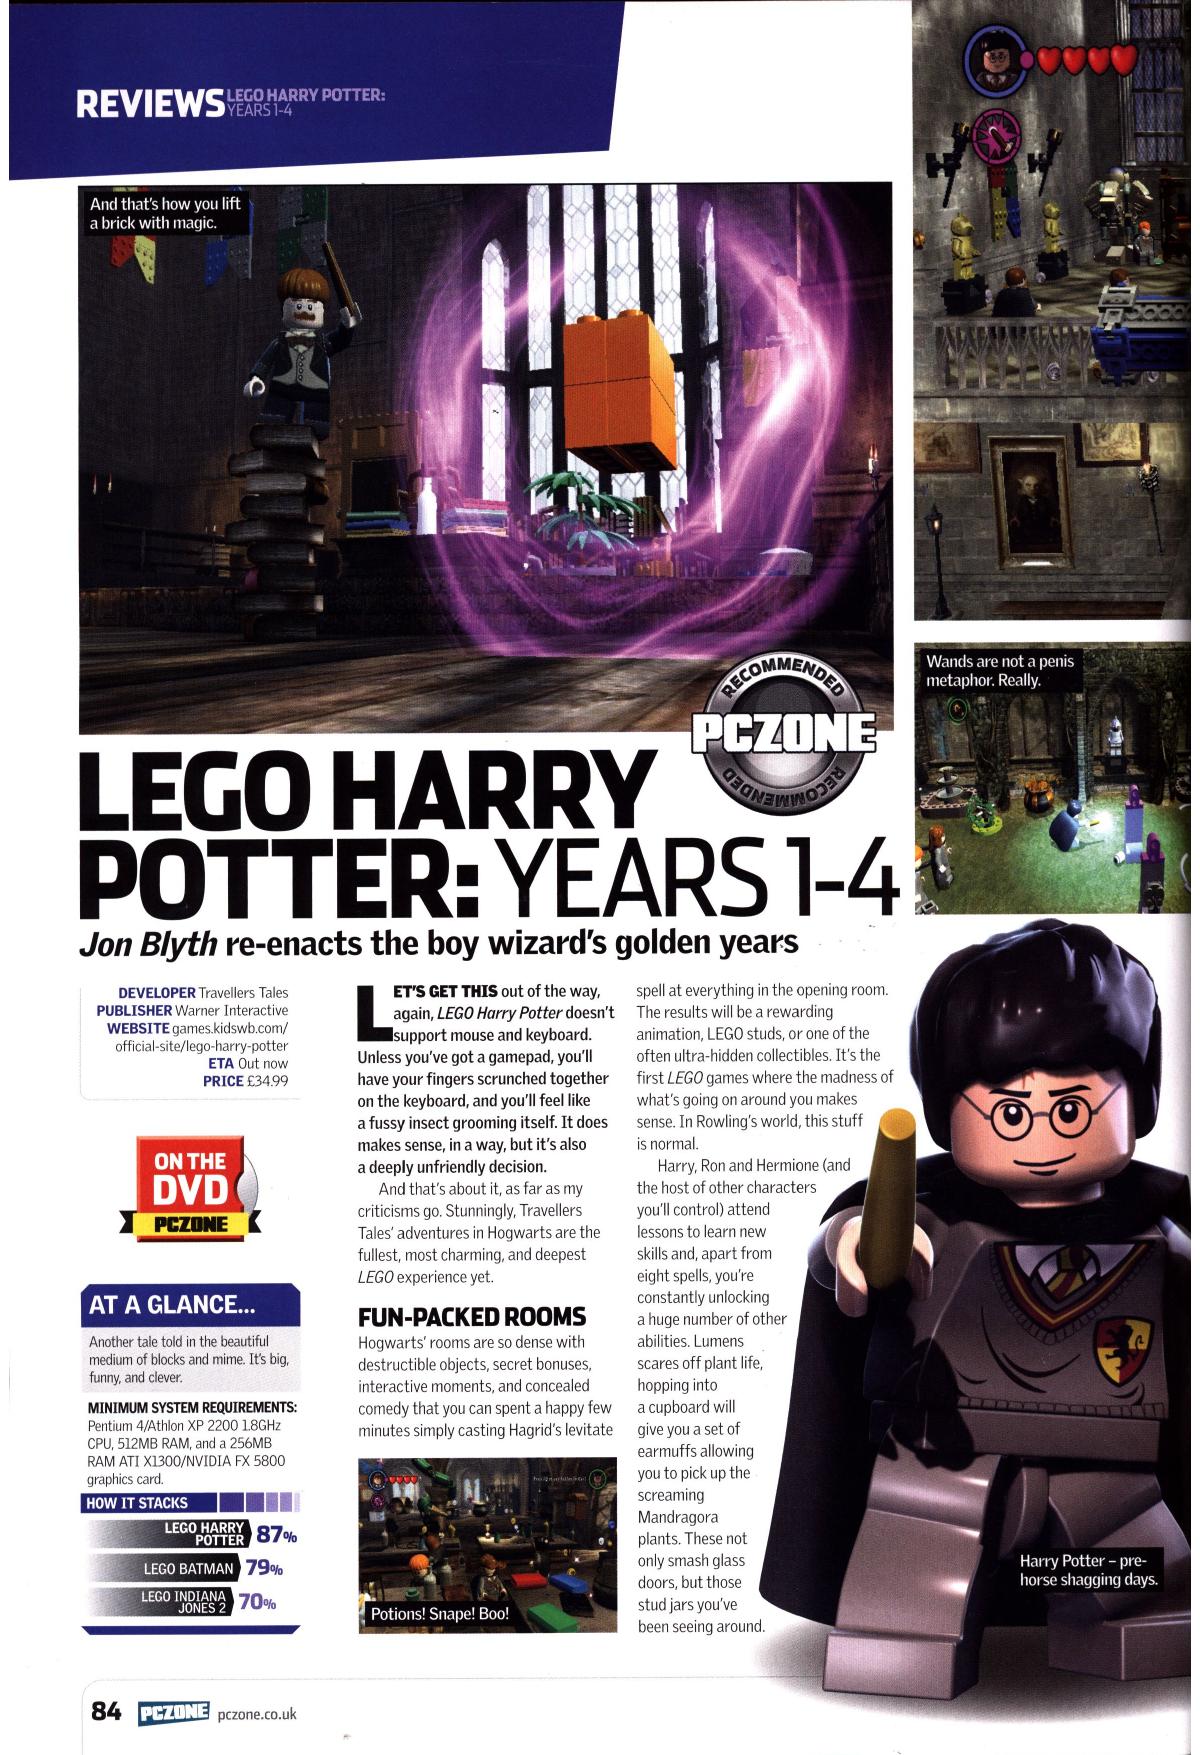 REVIEWS LEGO HARRY POTTER:
YEARS 1-4
And that's how you lift
a brick with magic.
RECOMMENDED
PCZONE
RECOMMENDED
Wands are not a penis
metaphor. Really.
LEGO HARRY
POTTER: YEARS 1-4
Jon Blyth re-enacts the boy wizard's golden years
DEVELOPER Travellers Tales
PUBLISHER Warner Interactive
WEBSITE games.kidswb.com/
official-site/lego-harry-potter
ETA Out now
PRICE £34.99
ON THE
DVD
PCZONE
AT A GLANCE...
Another tale told in the beautiful
medium of blocks and mime. It's big,
funny, and clever.
MINIMUM SYSTEM REQUIREMENTS:
Pentium 4/Athlon XP 2200 1.8GHz
CPU, 512MB RAM, and a 256MB
RAM ATI X1300/NVIDIA FX 5800
graphics card.
HOW IT STACKS
LEGO HARRY
POTTER 87%
LEGO BATMAN 79%
LEGO INDIANA
JONES 2 70%
LET'S GET THIS out of the way,
again, LEGO Harry Potter doesn't
support mouse and keyboard.
Unless you've got a gamepad, you'll
have your fingers scrunched together
on the keyboard, and you'll feel like
a fussy insect grooming itself. It does
makes sense, in a way, but it's also
a deeply unfriendly decision.
And that's about it, as far as my
criticisms go. Stunningly, Travellers
Tales' adventures in Hogwarts are the
fullest, most charming, and deepest
LEGO experience yet.
FUN-PACKED ROOMS
Hogwarts' rooms are so dense with
destructible objects, secret bonuses,
interactive moments, and concealed
comedy that you can spent a happy few
minutes simply casting Hagrid's levitate
Potions! Snape! Boo!
spell at everything in the opening room.
The results will be a rewarding
animation, LEGO studs, or one of the
often ultra-hidden collectibles. It's the
first LEGO games where the madness of
what's going on around you makes
sense. In Rowling's world, this stuff
is normal.
Harry, Ron and Hermione (and
the host of other characters
you'll control) attend
lessons to learn new
skills and, apart from
eight spells, you're
constantly unlocking
a huge number of other
abilities. Lumens
scares off plant life,
hopping into
a cupboard will
give you a set of
earmuffs allowing
you to pick up the
screaming
Mandragora
plants. These not
only smash glass
doors, but those
stud jars you've
been seeing around.
Harry Potter – pre-
horse shagging days.
84 PCZONE pczone.co.uk